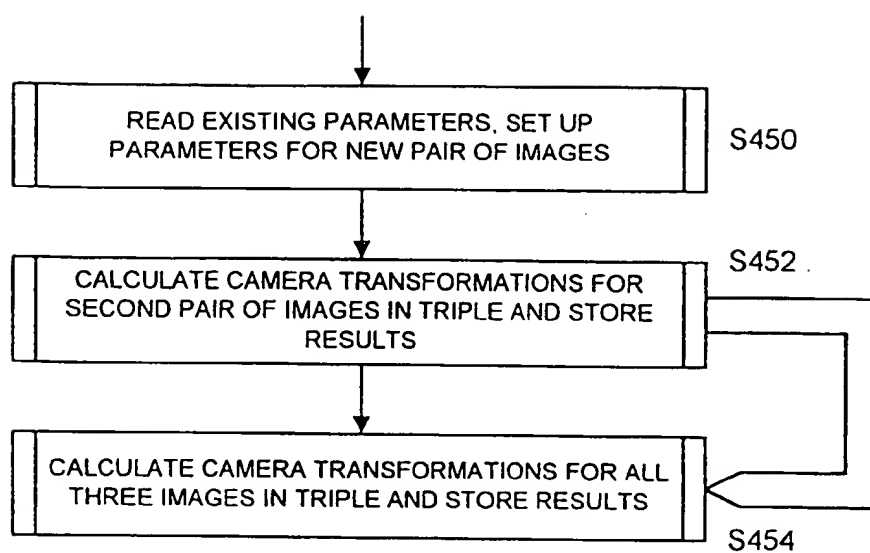 READ EXISTING PARAMETERS, SET UP
PARAMETERS FOR NEW PAIR OF IMAGES
S450
S452
CALCULATE CAMERA TRANSFORMATIONS FOR
SECOND PAIR OF IMAGES IN TRIPLE AND STORE
RESULTS
CALCULATE CAMERA TRANSFORMATIONS FOR ALL
THREE IMAGES IN TRIPLE AND STORE RESULTS
S454